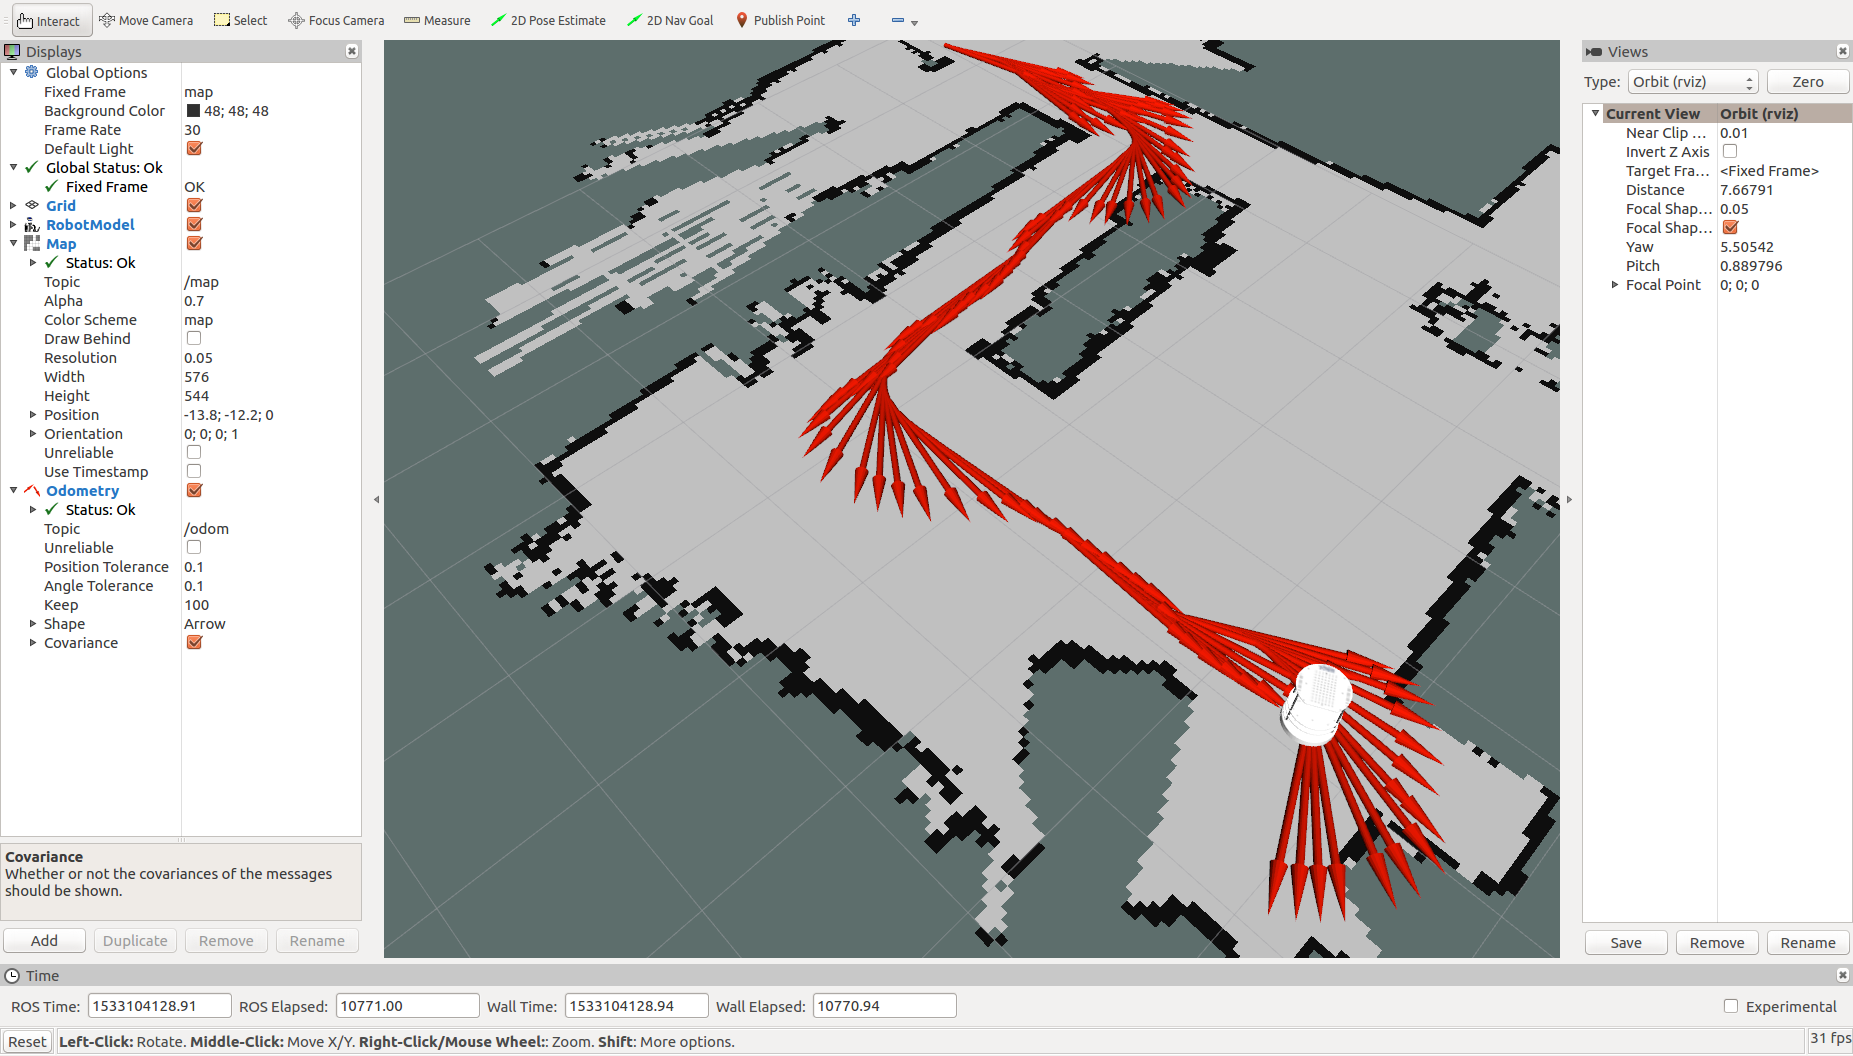 Interact Move Camera Select Focus Camera Measure 2D Pose Estimate 2D Nav Goal Publish Point
Displays
Global Options
Fixed Frame map
Background Color 48; 48; 48
Frame Rate 30
Default Light
Global Status: Ok
Fixed Frame OK
Grid
RobotModel
Map
Status: Ok
Topic /map
Alpha 0.7
Color Scheme map
Draw Behind
Resolution 0.05
Width 576
Height 544
Position -13.8; -12.2; 0
Orientation 0; 0; 0; 1
Unreliable
Use Timestamp
Odometry
Status: Ok
Topic /odom
Unreliable
Position Tolerance 0.1
Angle Tolerance 0.1
Keep 100
Shape Arrow
Covariance
Covariance
Whether or not the covariances of the messages
should be shown.
Add Duplicate Remove Rename
Views
Type: Orbit (rviz) Zero
Current View Orbit (rviz)
Near Clip ... 0.01
Invert Z Axis
Target Fra... <Fixed Frame>
Distance 7.66791
Focal Shap... 0.05
Focal Shap...
Yaw 5.50542
Pitch 0.889796
Focal Point 0; 0; 0
Save Remove Rename
Time
ROS Time: 1533104128.91 ROS Elapsed: 10771.00 Wall Time: 1533104128.94 Wall Elapsed: 10770.94 Experimental
Reset Left-Click: Rotate. Middle-Click: Move X/Y. Right-Click/Mouse Wheel:: Zoom. Shift: More options. 31 fps